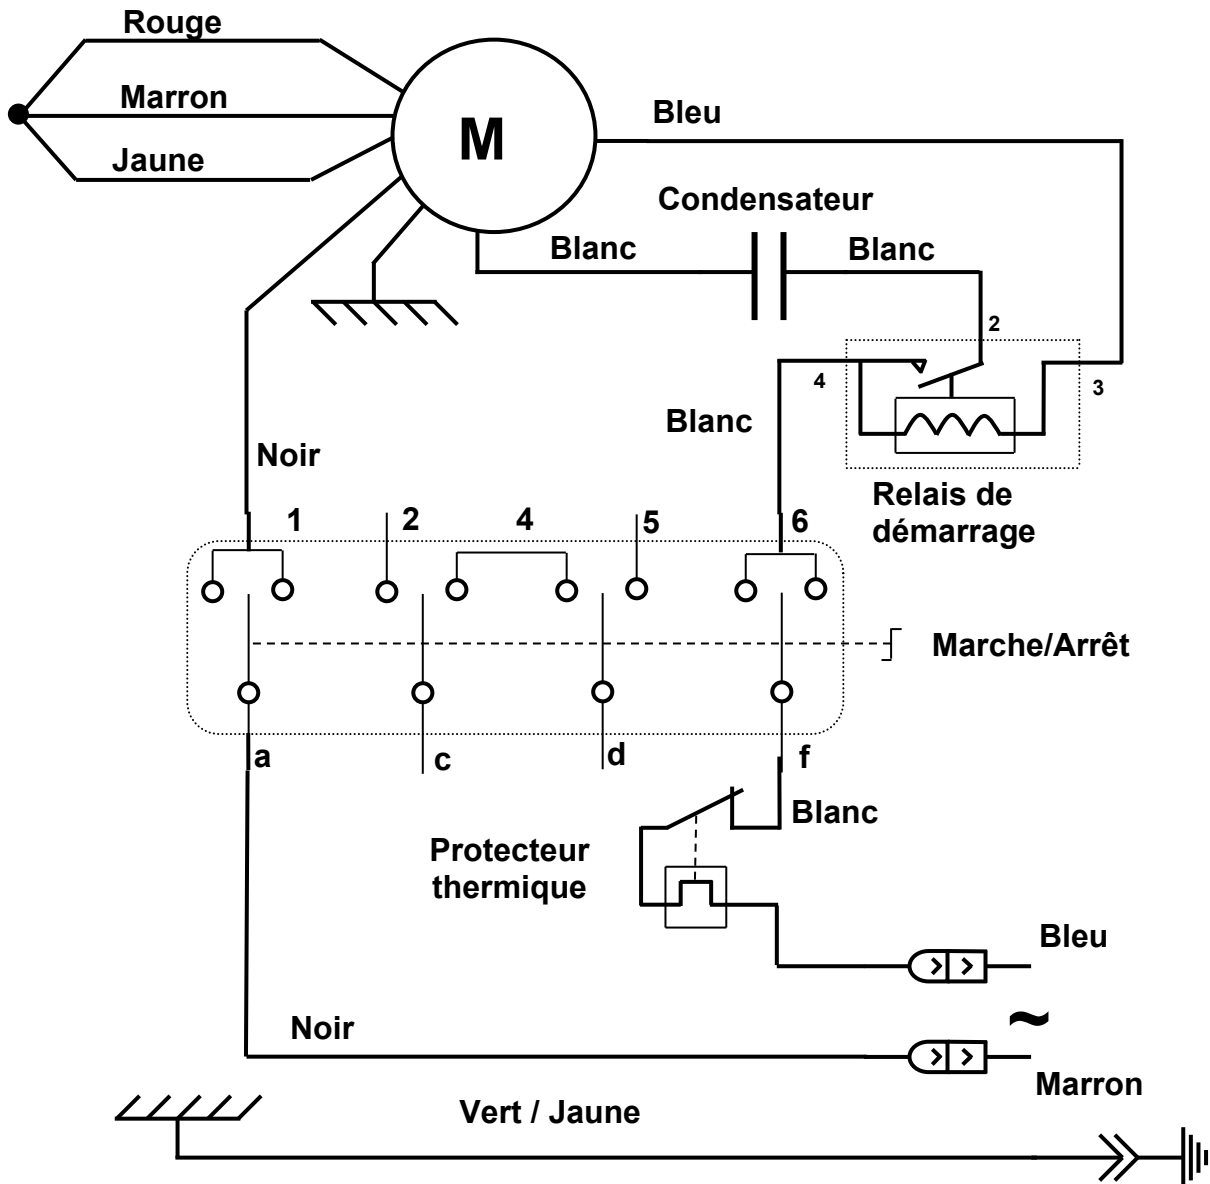 Rouge
Marron
Jaune
M
Bleu
Condensateur
Blanc
Blanc
2
4
3
Blanc
Noir
Relais de
démarrage
1
2
4
5
6
Marche/Arrêt
a
c
d
f
Blanc
Protecteur
thermique
Bleu
~
Noir
Marron
Vert / Jaune